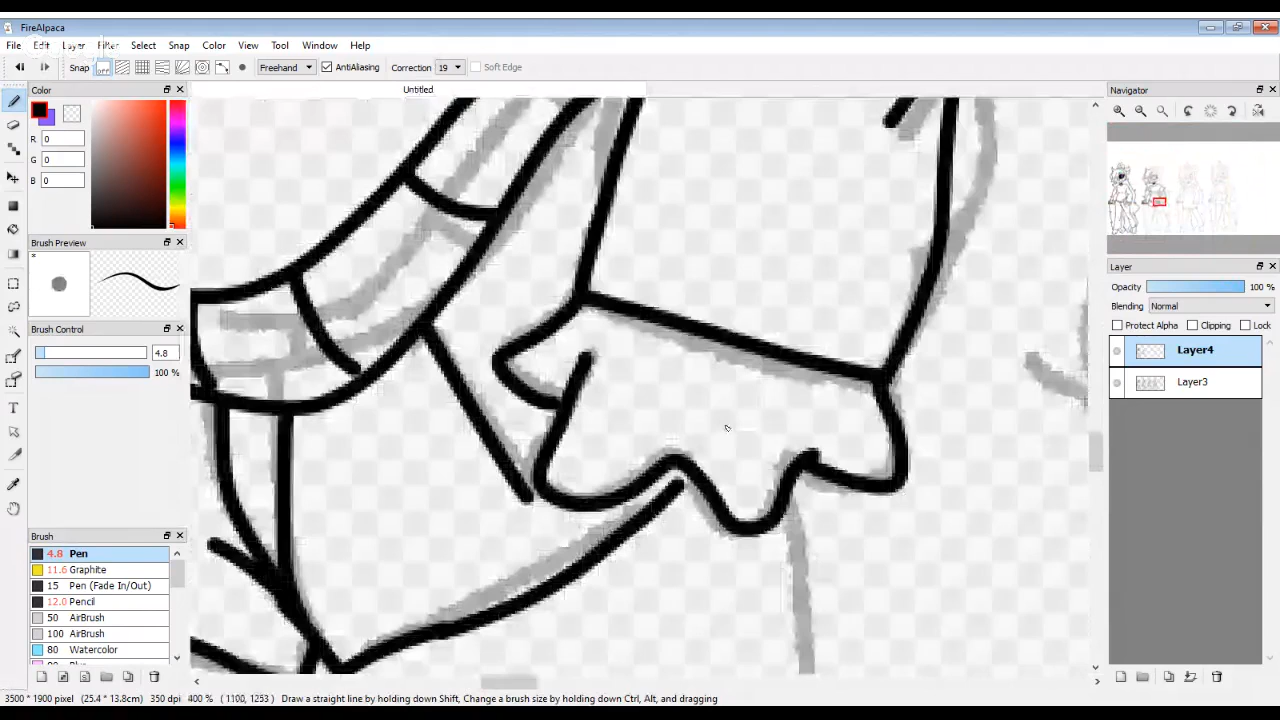 FireAlpaca
File Edit Layer Filter Select Snap Color View Tool Window Help
Snap OFF Freehand AntiAliasing Correction 19 Soft Edge
Color
Untitled
Navigator
R 0
G 0
B 0
Brush Preview
Layer
Opacity 100 %
Blending Normal
Protect Alpha Clipping Lock
Layer4
Layer3
Brush Control
4.8
100 %
Brush
4.8 Pen
11.6 Graphite
15 Pen (Fade In/Out)
12.0 Pencil
50 AirBrush
100 AirBrush
80 Watercolor
3500 * 1900 pixel (25.4 * 13.8cm) 350 dpi 400 % ( 1100, 1253 ) Draw a straight line by holding down Shift, Change a brush size by holding down Ctrl, Alt, and dragging